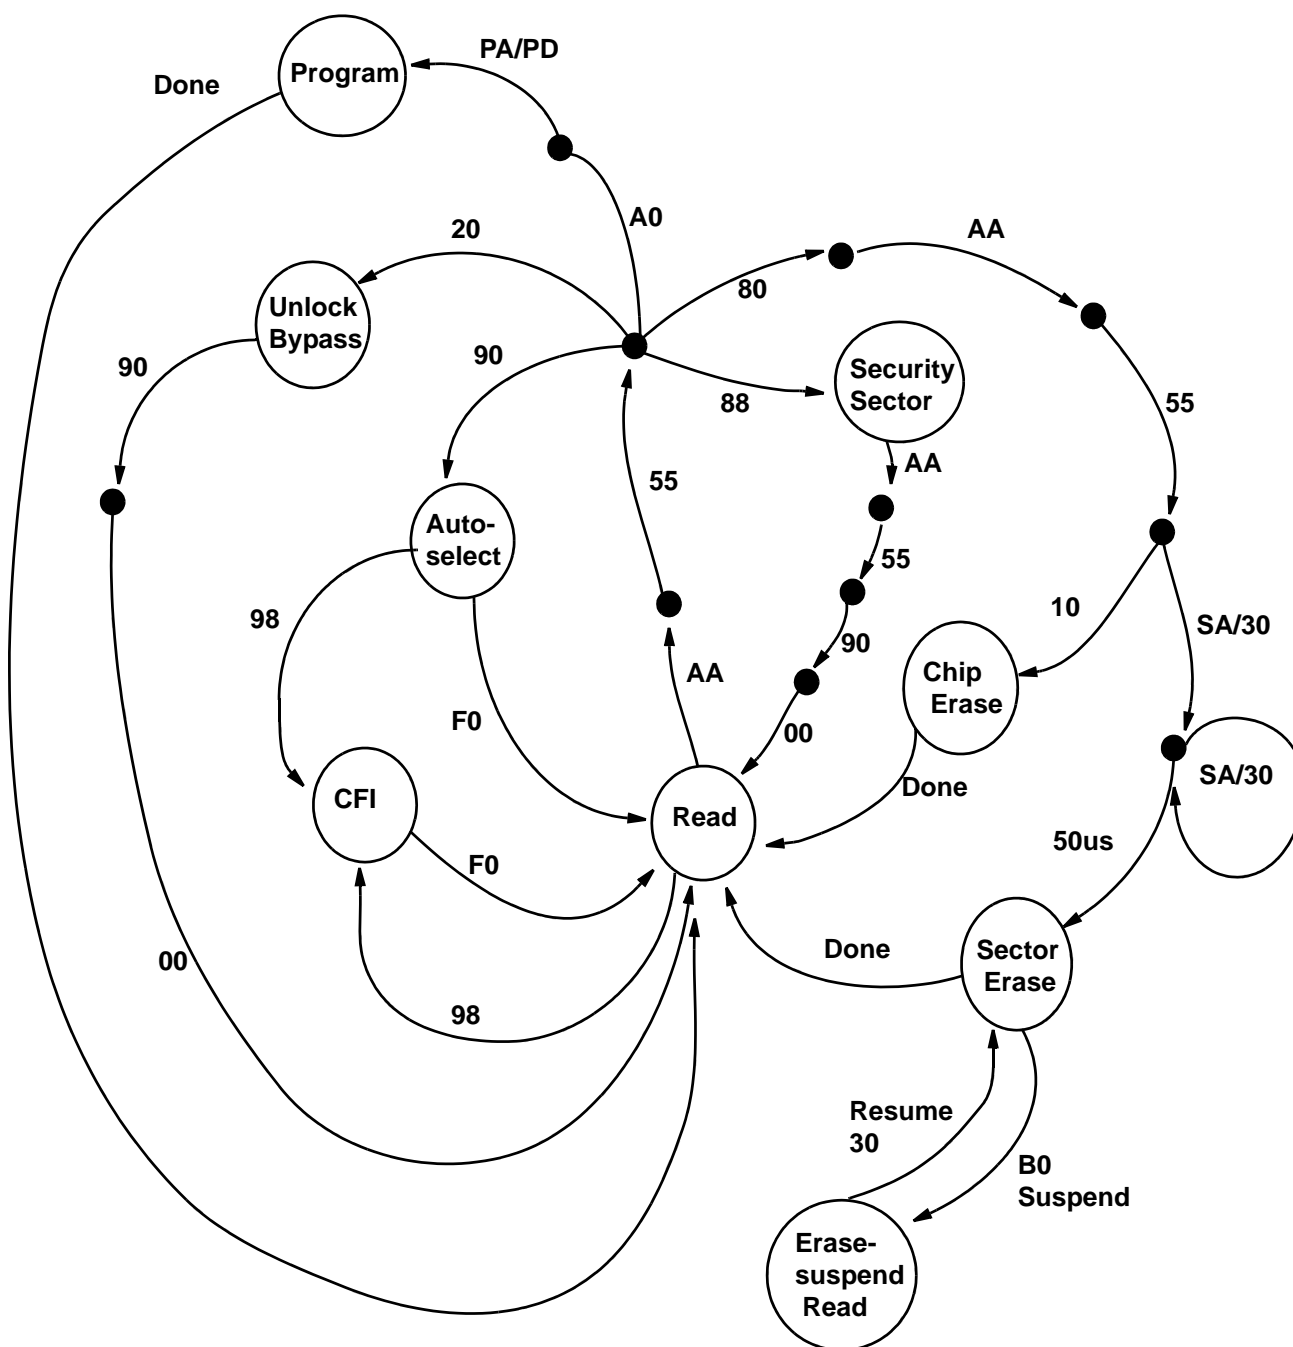 PA/PD
Program
Done
A0
20
AA
80
Unlock
Bypass
90
90
Security
Sector
88
55
AA
55
Auto-
select
55
10
98
SA/30
90
AA
Chip
Erase
F0
00
SA/30
Done
CFI
Read
50us
F0
Done
Sector
Erase
00
98
Resume
30
B0
Suspend
Erase-
suspend
Read